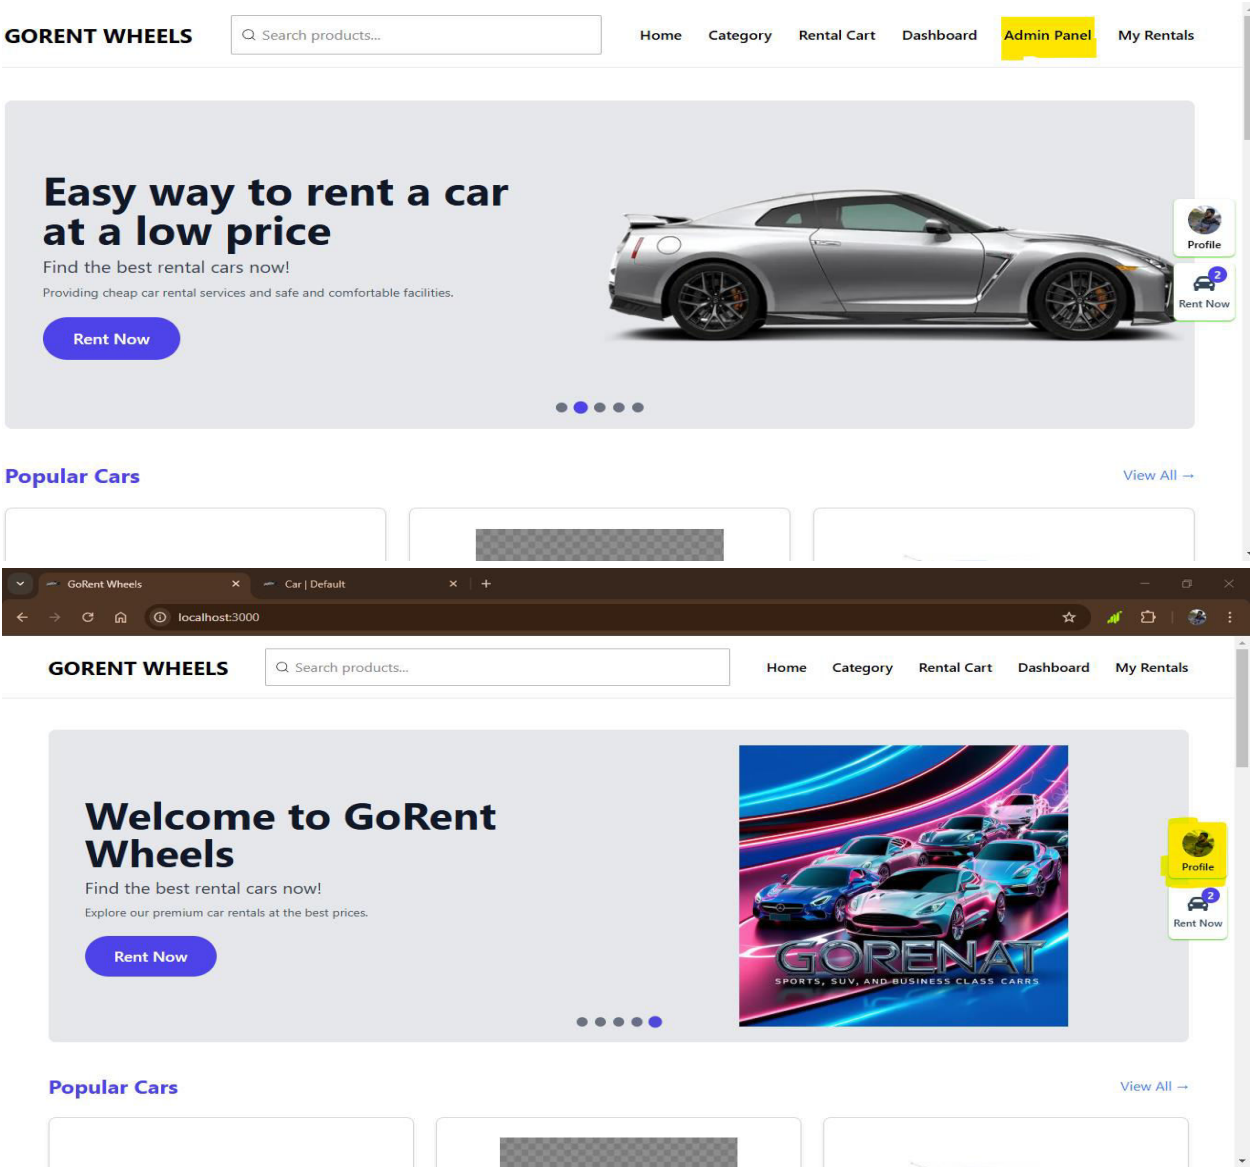 GORENT WHEELS
Search products...
Home Category Rental Cart Dashboard Admin Panel My Rentals
Easy way to rent a car
at a low price
Find the best rental cars now!
Providing cheap car rental services and safe and comfortable facilities.
Rent Now
Profile
2
Rent Now
Popular Cars
View All →
GoRent Wheels
Car | Default
localhost:3000
GORENT WHEELS
Search products...
Home Category Rental Cart Dashboard My Rentals
Welcome to GoRent
Wheels
Find the best rental cars now!
Explore our premium car rentals at the best prices.
Rent Now
GORENAT
SPORTS, SUV, AND BUSINESS CLASS CARRS
Profile
2
Rent Now
Popular Cars
View All →